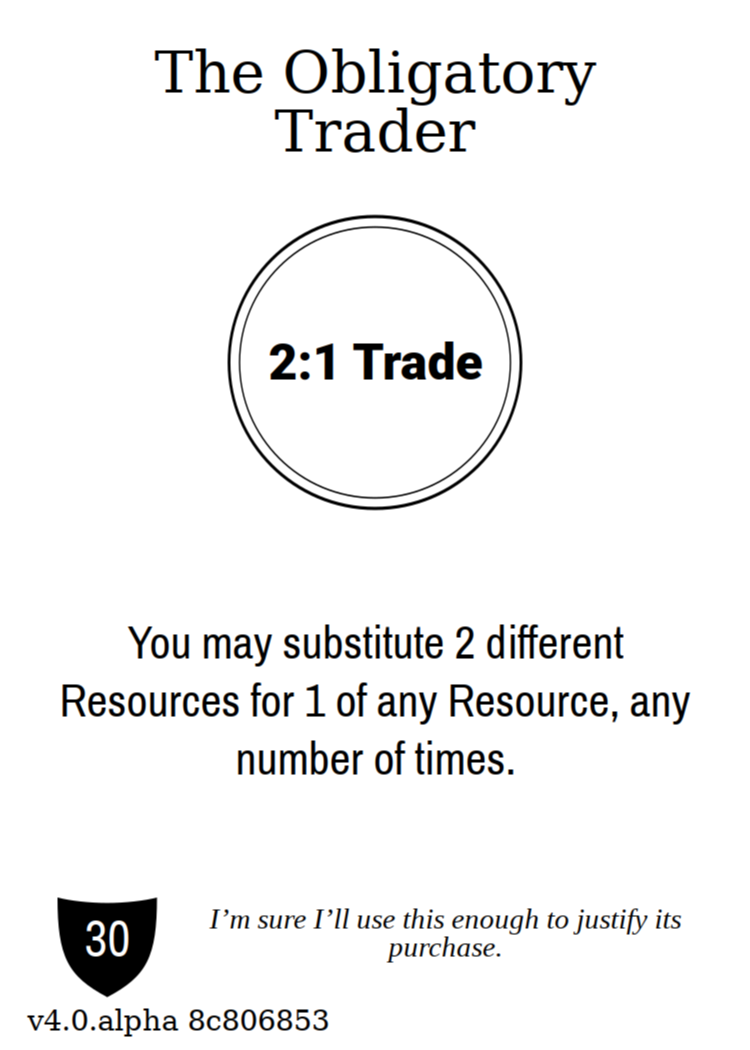 The Obligatory
Trader
2:1 Trade
You may substitute 2 different
Resources for 1 of any Resource, any
number of times.
30
I’m sure I’ll use this enough to justify its
purchase.
v4.0.alpha 8c806853